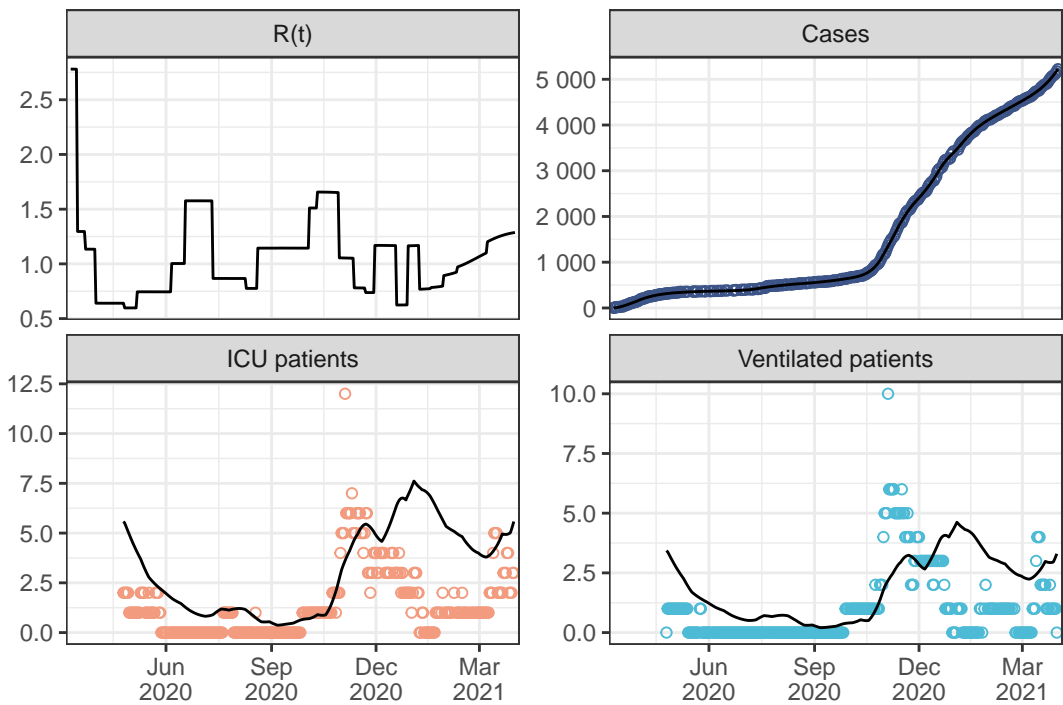 R(t)
Cases
2.5
2.0
1.5
1.0
0.5
5 000
4 000
3 000
2 000
1 000
0
ICU patients
Ventilated patients
12.5
10.0
7.5
5.0
2.5
0.0
10.0
7.5
5.0
2.5
0.0
Jun Sep Dec Mar
2020 2020 2020 2021
Jun Sep Dec Mar
2020 2020 2020 2021